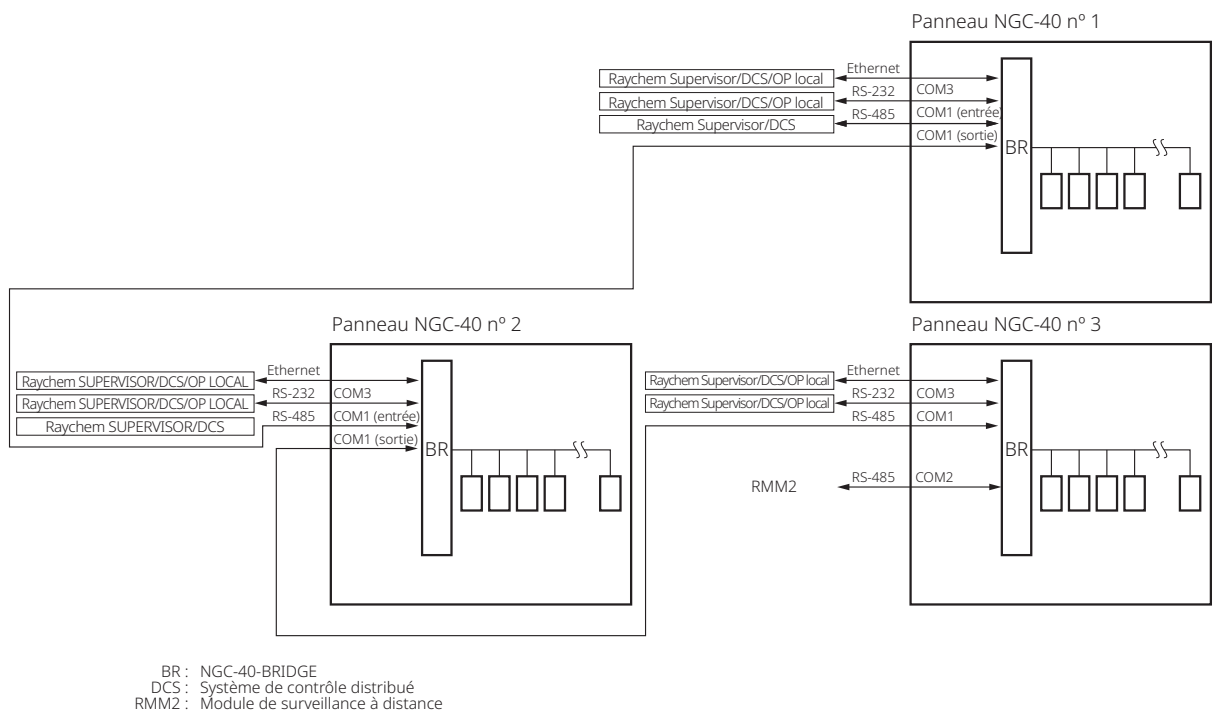 Panneau NGC-40 nº 1
Raychem Supervisor/DCS/OP local
Ethernet
Raychem Supervisor/DCS/OP local
RS-232
COM3
Raychem Supervisor/DCS
RS-485
COM1 (entrée)
COM1 (sortie)
BR
Panneau NGC-40 nº 2
Raychem SUPERVISOR/DCS/OP LOCAL
Ethernet
Raychem SUPERVISOR/DCS/OP LOCAL
RS-232
COM3
Raychem SUPERVISOR/DCS
RS-485
COM1 (entrée)
COM1 (sortie)
BR
Panneau NGC-40 nº 3
Raychem Supervisor/DCS/OP local
Ethernet
Raychem Supervisor/DCS/OP local
RS-232
COM3
RS-485
COM1
BR
RMM2
RS-485
COM2
BR : NGC-40-BRIDGE
DCS : Système de contrôle distribué
RMM2 : Module de surveillance à distance